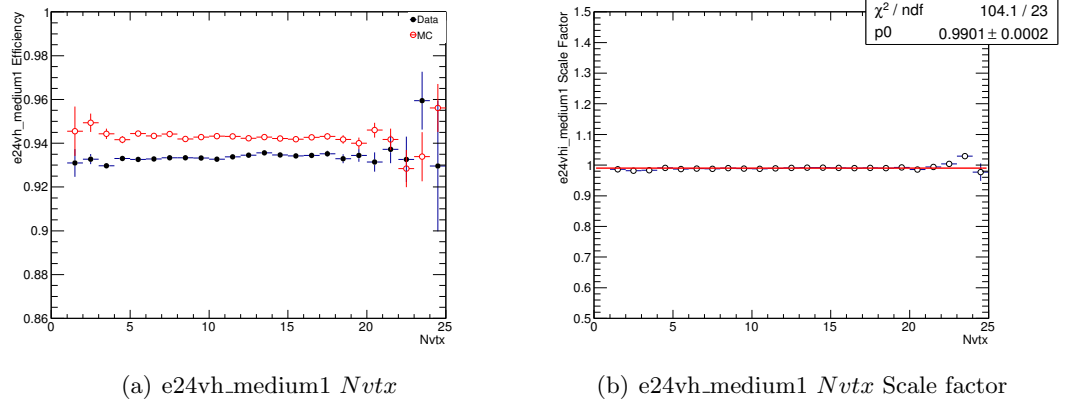 e24vh_medium1 Efficiency
1
0.98
0.96
0.94
0.92
0.9
0.88
0.86
Data
MC
0 5 10 15 20 25
Nvtx
(a) e24vh_medium1 Nvtx
e24vhi_medium1 Scale Factor
1.5
1.4
1.3
1.2
1.1
1
0.9
0.8
0.7
0.6
0.5
χ² / ndf 104.1 / 23
p0 0.9901 ± 0.0002
0 5 10 15 20 25
Nvtx
(b) e24vh_medium1 Nvtx Scale factor